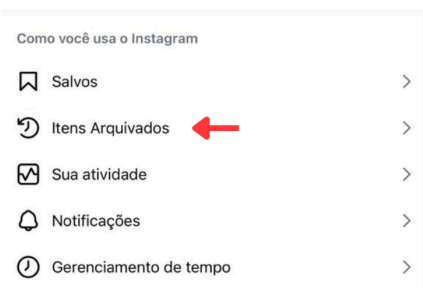 Como você usa o Instagram
Salvos
Itens Arquivados
Sua atividade
Notificações
Gerenciamento de tempo